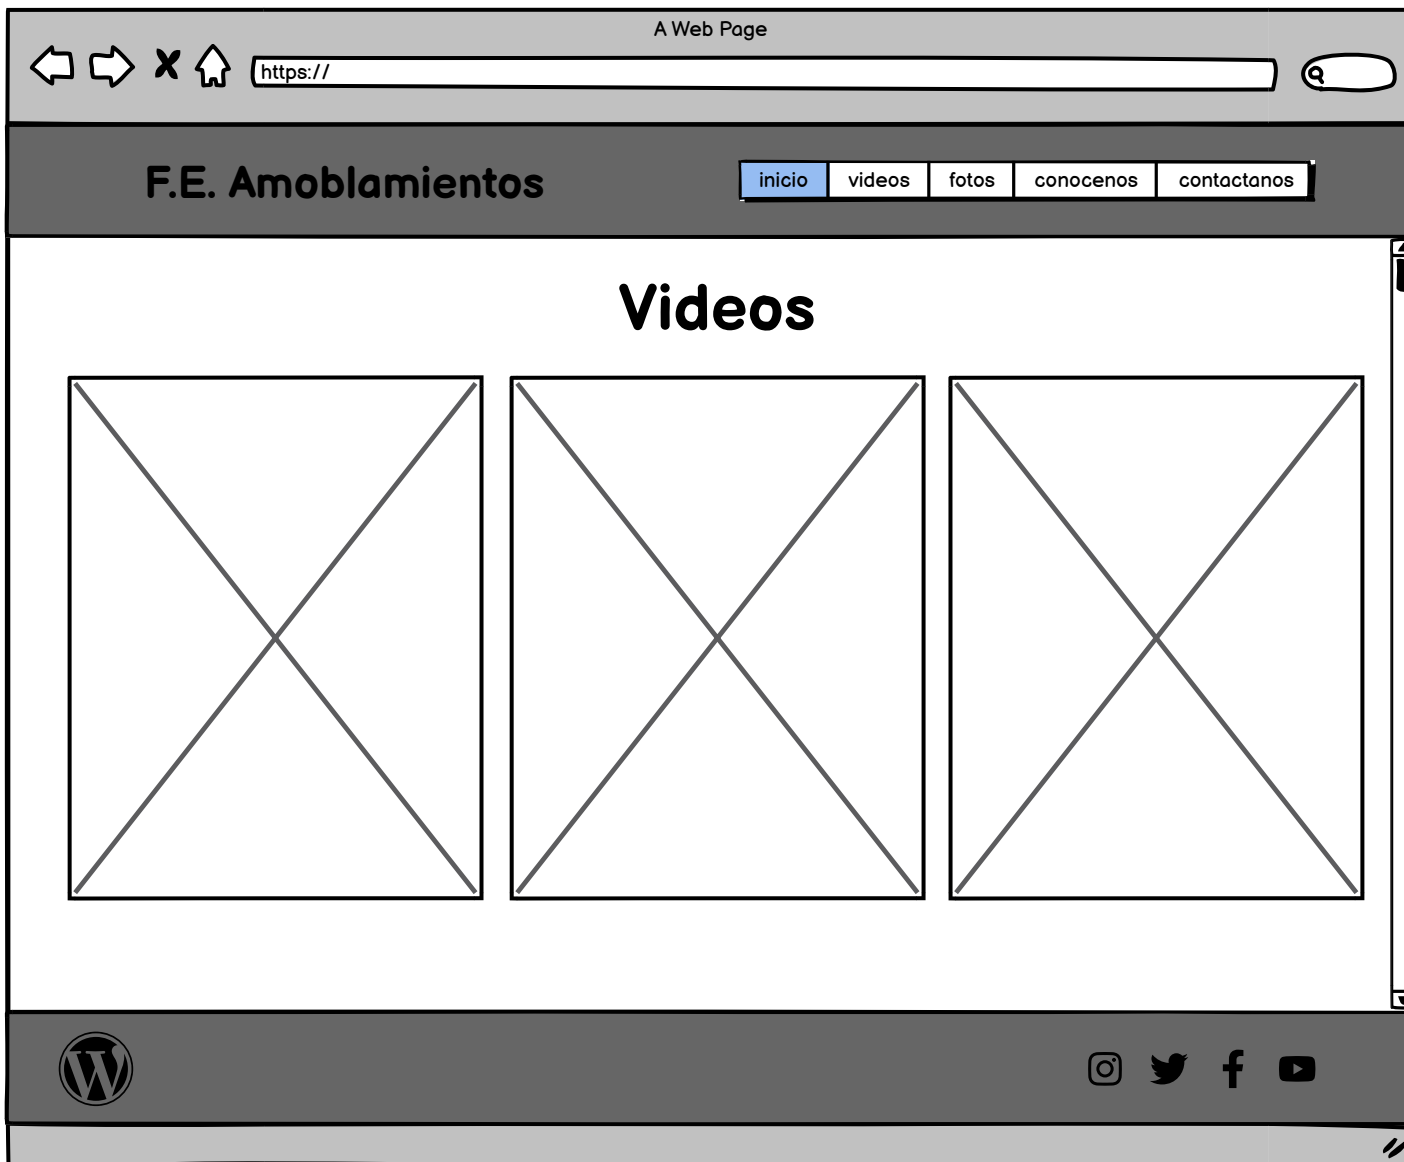 A Web Page
https://
F.E. Amoblamientos
inicio videos fotos conocenos contactanos
Videos